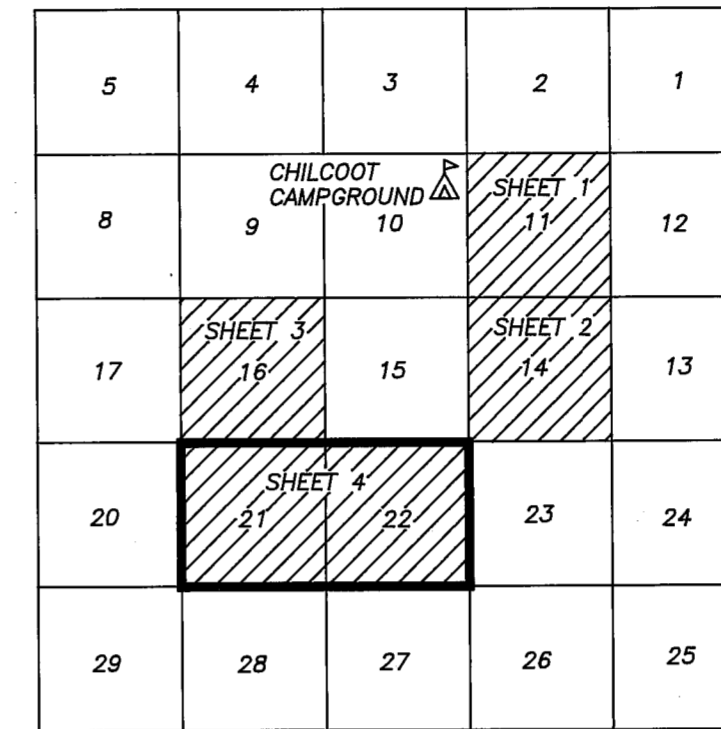 5 4 3 2 1
CHILCOOT
CAMPGROUND
SHEET 1
8 9 10 11 12
SHEET 3
SHEET 2
17 16 15 14 13
SHEET 4
20 21 22 23 24
29 28 27 26 25